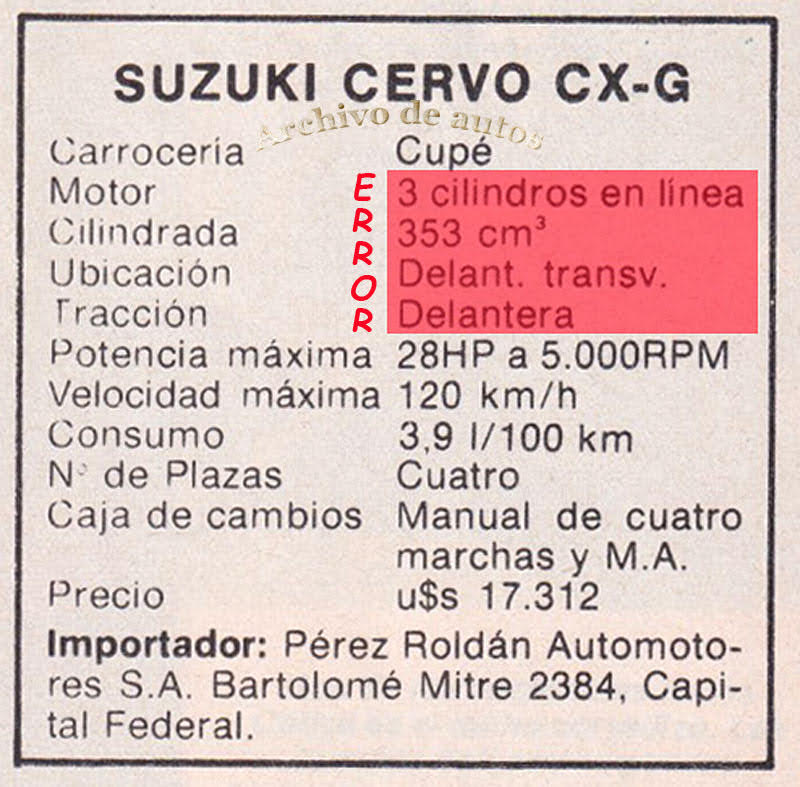 SUZUKI CERVO CX-G
Archivo de autos
Carrocería Cupé
Motor 3 cilindros en línea
Cilindrada 353 cm³
Ubicación Delant. transv.
Tracción Delantera
ERROR
Potencia máxima 28HP a 5.000RPM
Velocidad máxima 120 km/h
Consumo 3,9 l/100 km
N° de Plazas Cuatro
Caja de cambios Manual de cuatro
marchas y M.A.
Precio u$s 17.312
Importador: Pérez Roldán Automoto-
res S.A. Bartolomé Mitre 2384, Capi-
tal Federal.